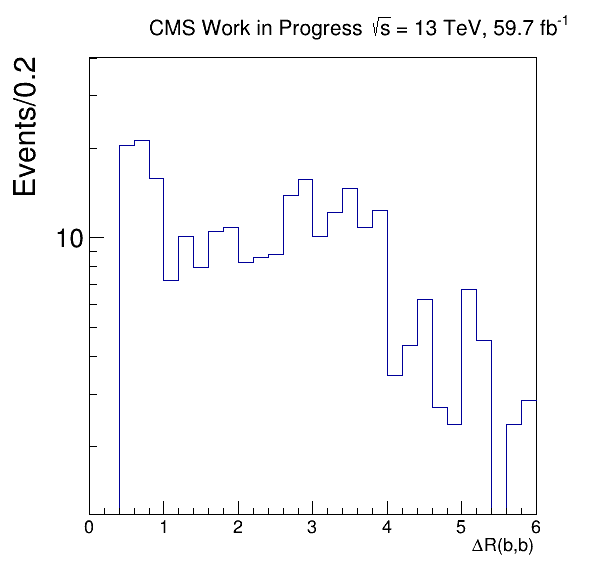 CMS Work in Progress √s = 13 TeV, 59.7 fb⁻¹
Events/0.2
10
0 1 2 3 4 5 6
ΔR(b,b)